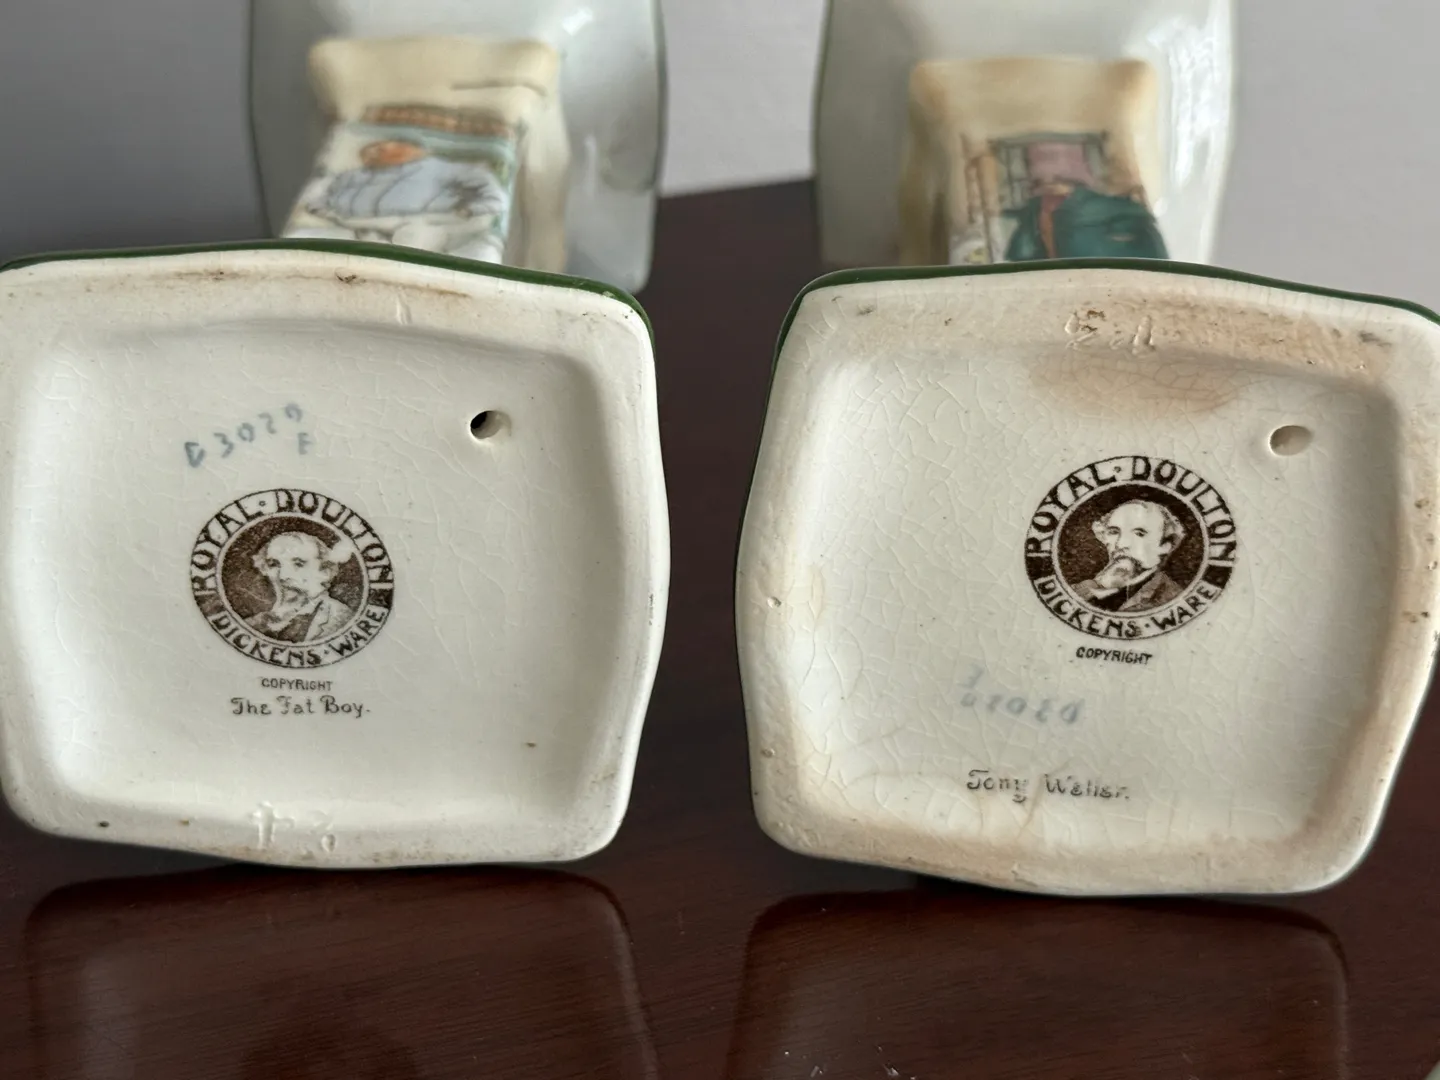 D3020
E
ROYAL·DOULTON
DICKENS·WARE
COPYRIGHT
The Fat Boy.
ROYAL·DOULTON
DICKENS·WARE
COPYRIGHT
E
Tony Weller.